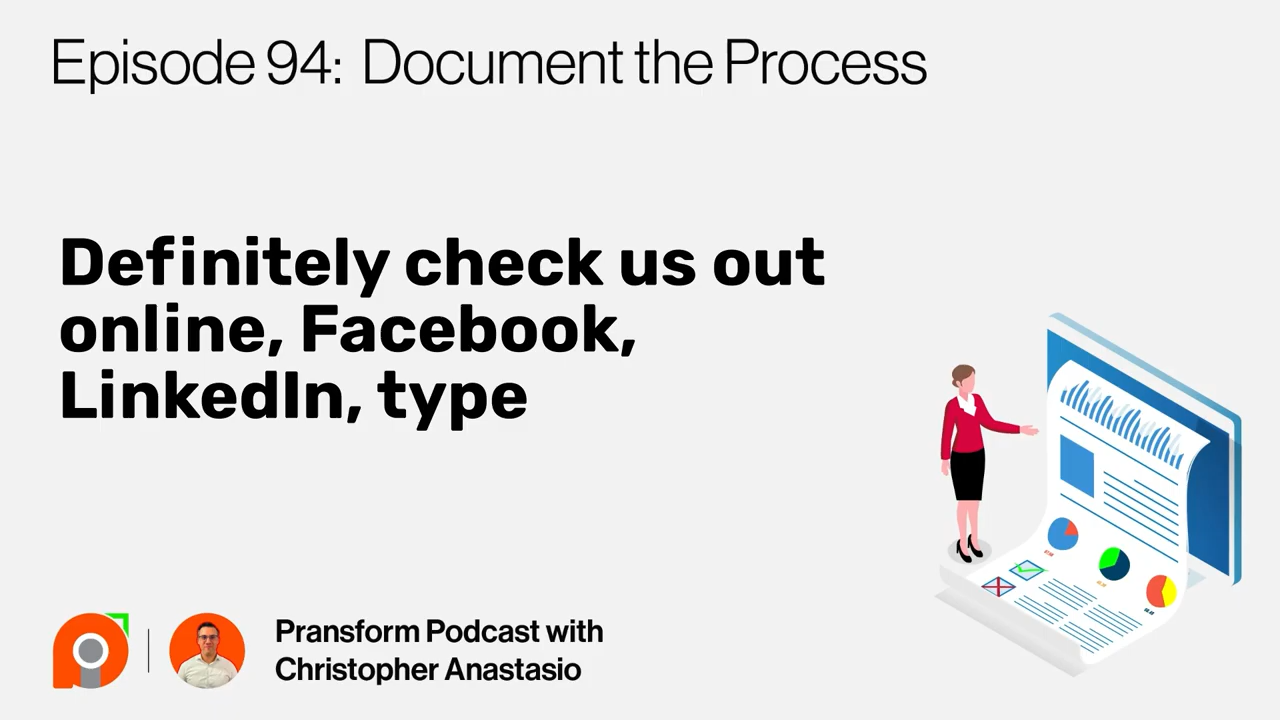 Episode 94: Document the Process
Definitely check us out
online, Facebook,
LinkedIn, type
Pransform Podcast with
Christopher Anastasio